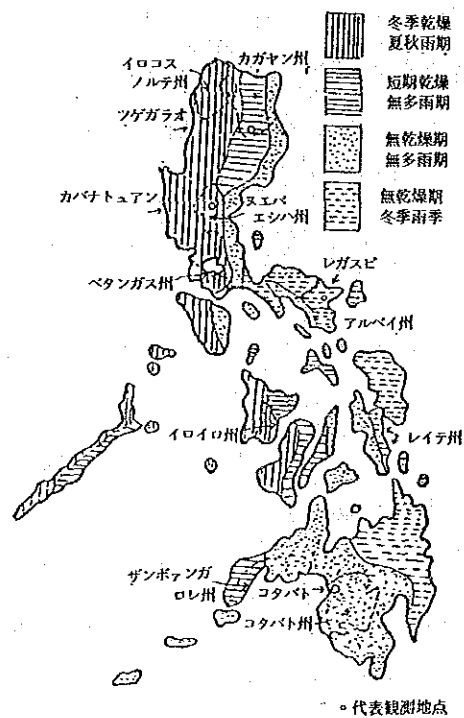 冬季乾燥
夏秋雨期
短期乾燥
無多雨期
無乾燥期
無多雨期
無乾燥期
冬季雨季
イロコス
ノルテ州
カガヤン州
ツゲガラオ
カバナトュアン
ヌエバ
エシハ州
ベタンガス州
レガスピ
アルベイ州
イロイロ州
レイテ州
ザンボァンガ
ロレ州
コタバト
コタバト州
○代表観測地点